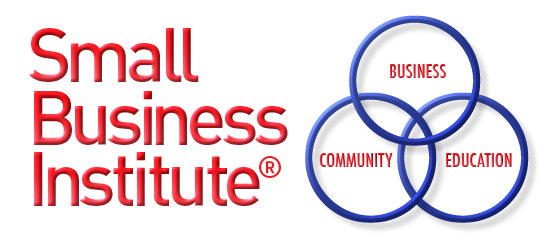 Small
Business
Institute®
BUSINESS
COMMUNITY
EDUCATION